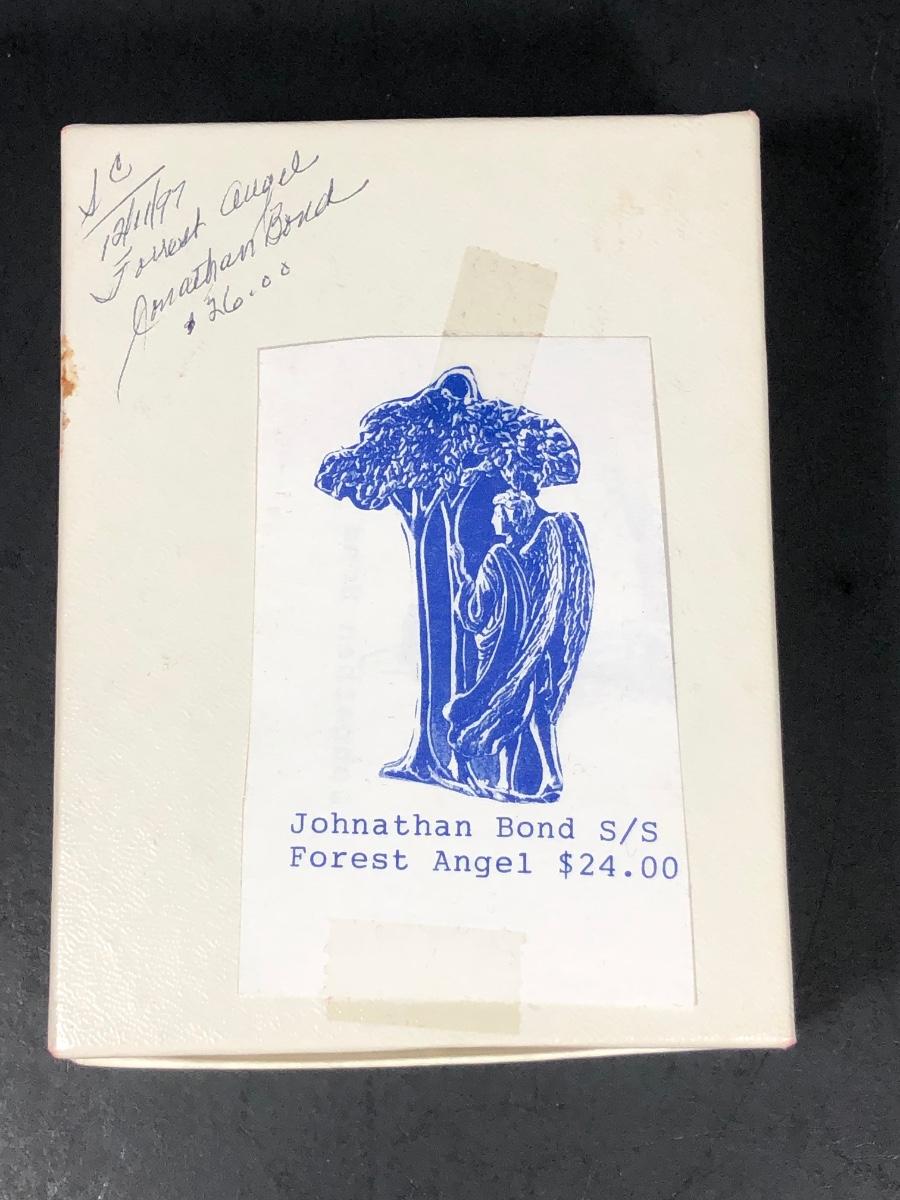 SC
12/11/97
Forrest Angel
Jonathan Bond
$26.00
Johnathan Bond S/S
Forest Angel $24.00